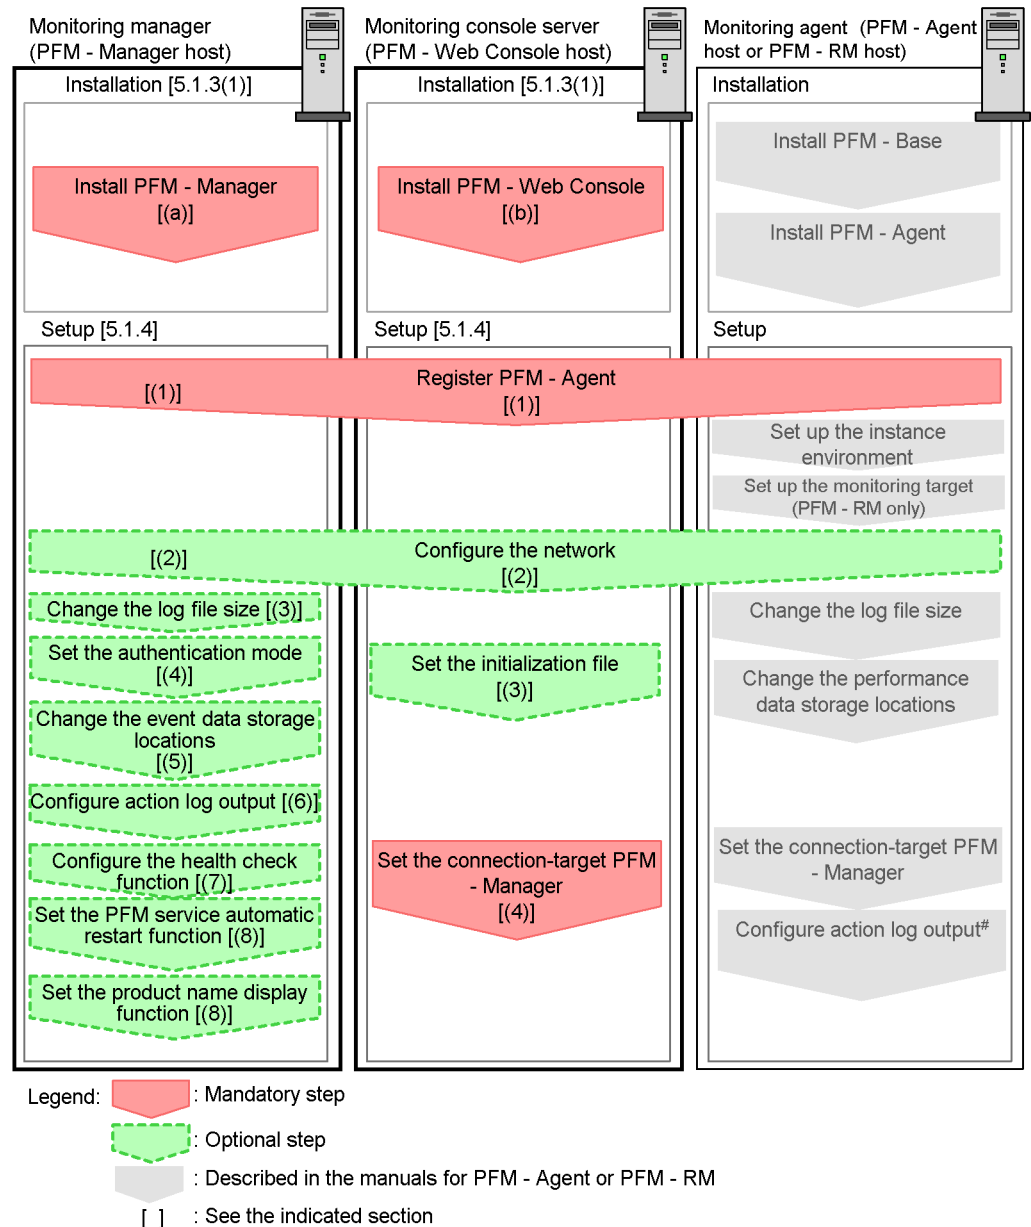 Monitoring manager
(PFM - Manager host)
Monitoring console server
(PFM - Web Console host)
Monitoring agent (PFM - Agent
host or PFM - RM host)
Installation [5.1.3(1)]
Installation [5.1.3(1)]
Installation
Install PFM - Manager
[(a)]
Install PFM - Web Console
[(b)]
Install PFM - Base
Install PFM - Agent
Setup [5.1.4]
Setup [5.1.4]
Setup
Register PFM - Agent
[(1)]
[(1)]
Set up the instance
environment
Set up the monitoring target
(PFM - RM only)
Configure the network
[(2)]
[(2)]
Change the log file size [(3)]
Set the authentication mode
[(4)]
Change the event data storage
locations
[(5)]
Configure action log output [(6)]
Configure the health check
function [(7)]
Set the PFM service automatic
restart function [(8)]
Set the product name display
function [(8)]
Set the initialization file
[(3)]
Set the connection-target PFM
- Manager
[(4)]
Change the log file size
Change the performance
data storage locations
Set the connection-target PFM
- Manager
Configure action log output#
Legend:
: Mandatory step
: Optional step
: Described in the manuals for PFM - Agent or PFM - RM
[ ] : See the indicated section